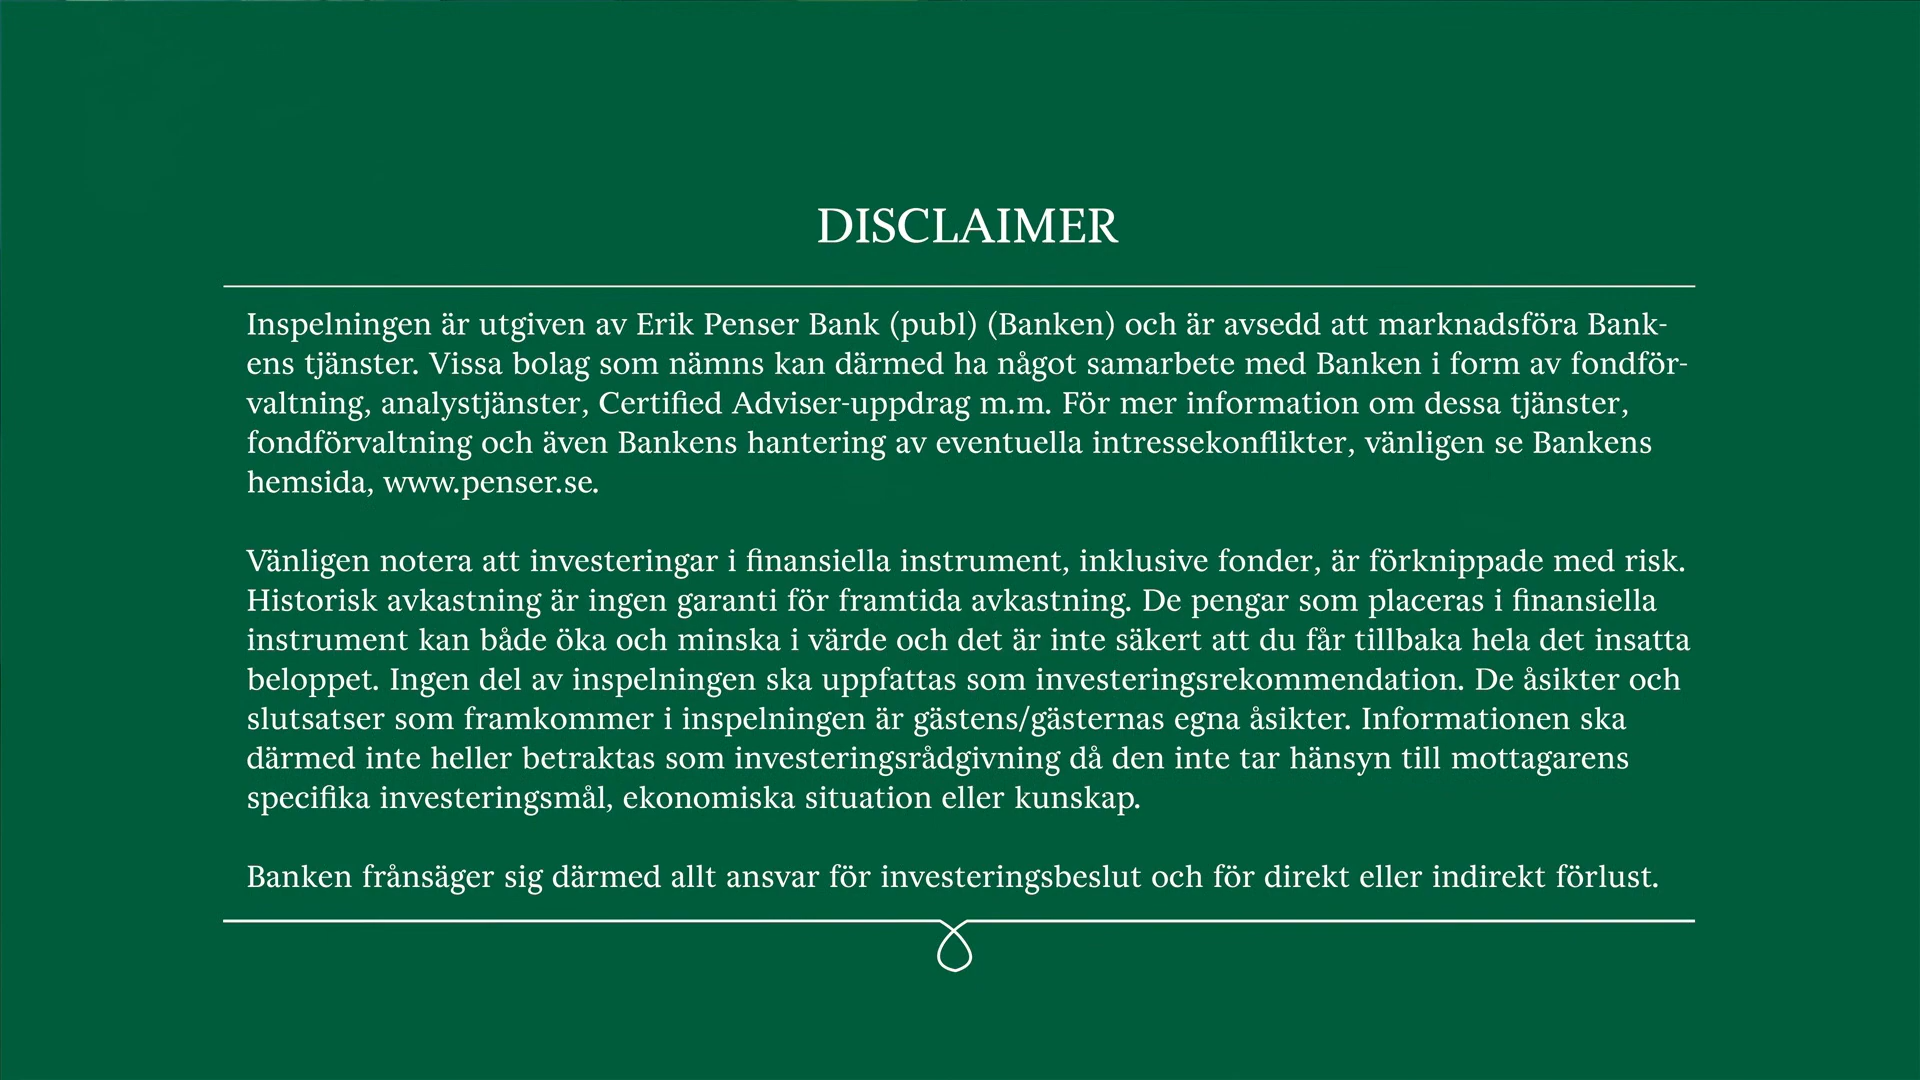 DISCLAIMER
Inspelningen är utgiven av Erik Penser Bank (publ) (Banken) och är avsedd att marknadsföra Bank-
ens tjänster. Vissa bolag som nämns kan därmed ha något samarbete med Banken i form av fondför-
valtning, analystjänster, Certified Adviser-uppdrag m.m. För mer information om dessa tjänster,
fondförvaltning och även Bankens hantering av eventuella intressekonflikter, vänligen se Bankens
hemsida, www.penser.se.
Vänligen notera att investeringar i finansiella instrument, inklusive fonder, är förknippade med risk.
Historisk avkastning är ingen garanti för framtida avkastning. De pengar som placeras i finansiella
instrument kan både öka och minska i värde och det är inte säkert att du får tillbaka hela det insatta
beloppet. Ingen del av inspelningen ska uppfattas som investeringsrekommendation. De åsikter och
slutsatser som framkommer i inspelningen är gästens/gästernas egna åsikter. Informationen ska
därmed inte heller betraktas som investeringsrådgivning då den inte tar hänsyn till mottagarens
specifika investeringsmål, ekonomiska situation eller kunskap.
Banken frånsäger sig därmed allt ansvar för investeringsbeslut och för direkt eller indirekt förlust.